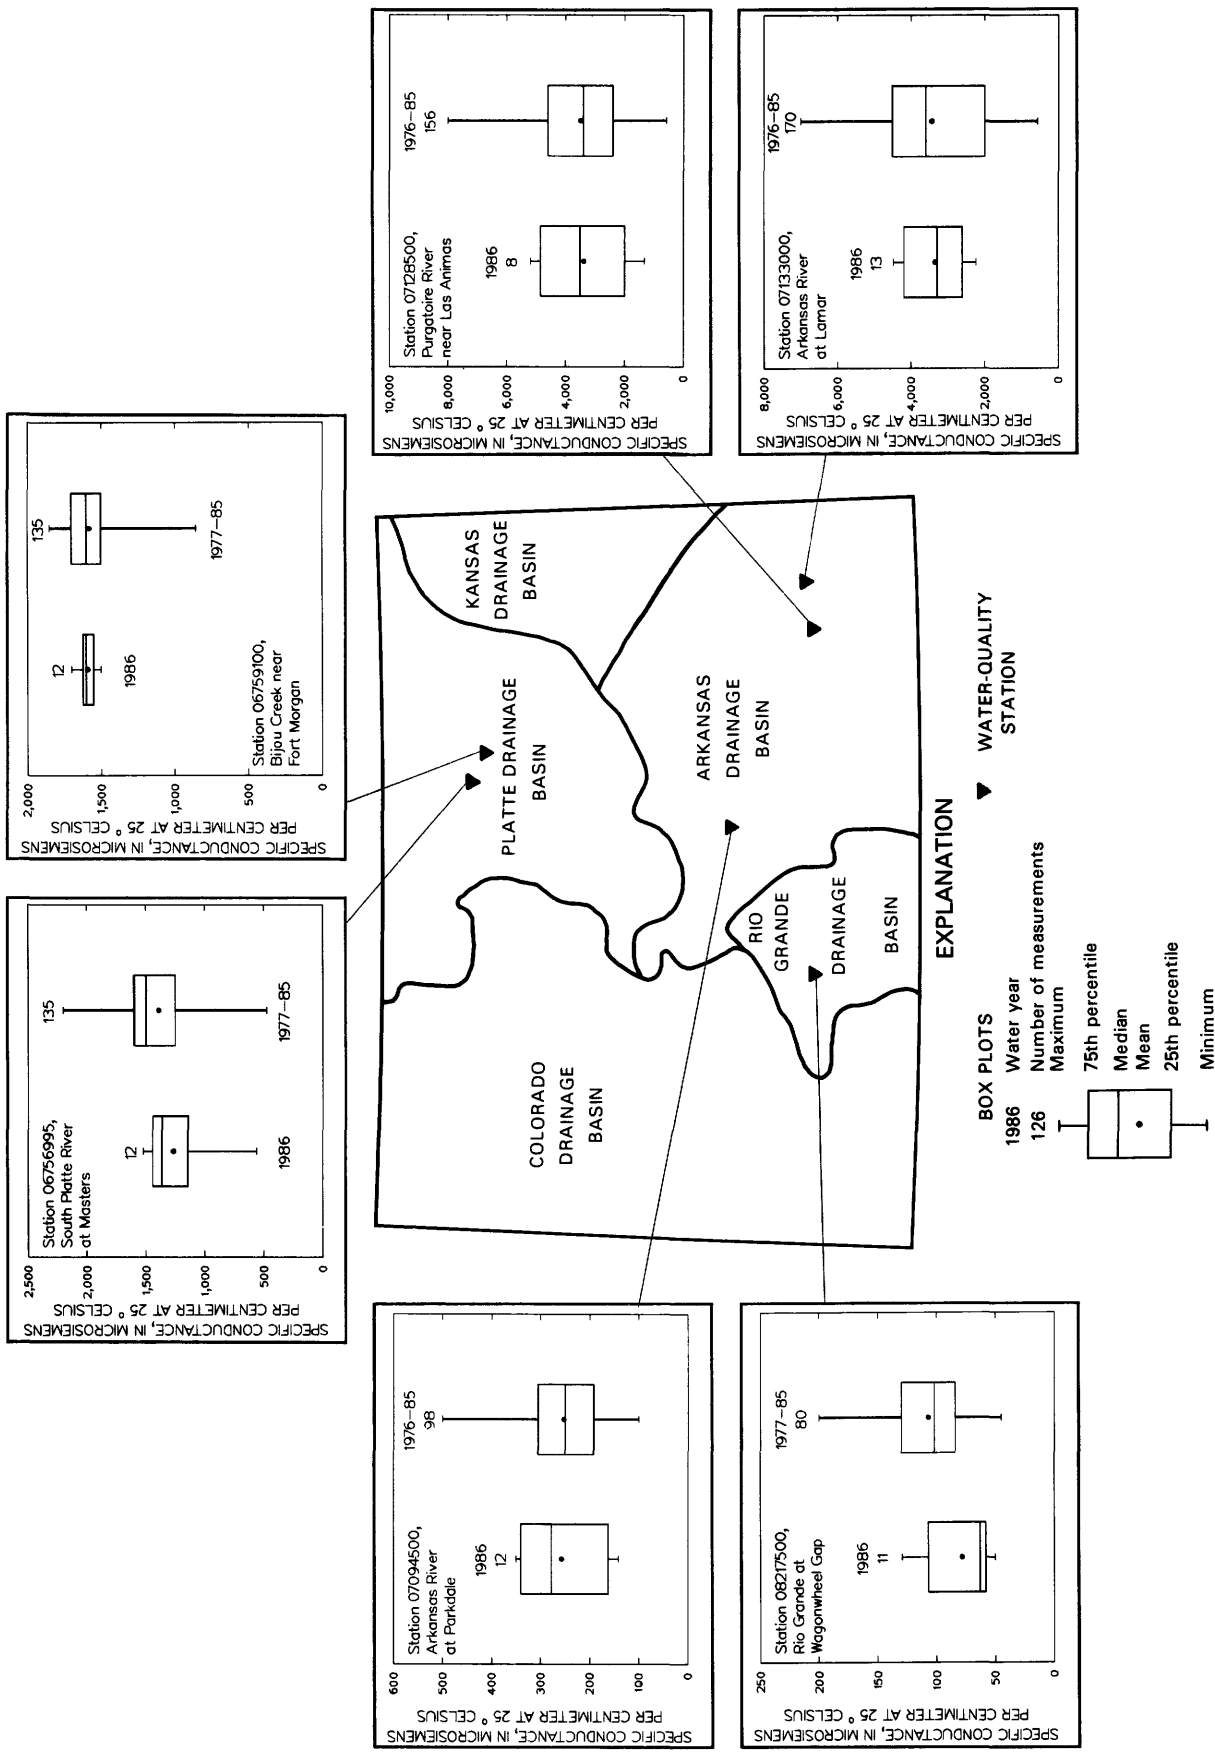 SPECIFIC CONDUCTANCE, IN MICROSIEMENS
PER CENTIMETER AT 25° CELSIUS
2,500
2,000
1,500
1,000
500
0
Station 06756995,
South Platte River
at Masters
12
1986
135
1977–85
SPECIFIC CONDUCTANCE, IN MICROSIEMENS
PER CENTIMETER AT 25° CELSIUS
2,000
1,500
1,000
500
0
12
1986
135
1977–85
Station 06759100,
Bijou Creek near
Fort Morgan
SPECIFIC CONDUCTANCE, IN MICROSIEMENS
PER CENTIMETER AT 25° CELSIUS
600
500
400
300
200
100
0
Station 07094500,
Arkansas River
at Parkdale
1986
12
1976–85
98
COLORADO
DRAINAGE
BASIN
PLATTE DRAINAGE
BASIN
KANSAS
DRAINAGE
BASIN
ARKANSAS
DRAINAGE
BASIN
RIO
GRANDE
DRAINAGE
BASIN
SPECIFIC CONDUCTANCE, IN MICROSIEMENS
PER CENTIMETER AT 25° CELSIUS
10,000
8,000
6,000
4,000
2,000
0
Station 07128500,
Purgatoire River
near Las Animas
1986
8
1976–85
156
SPECIFIC CONDUCTANCE, IN MICROSIEMENS
PER CENTIMETER AT 25° CELSIUS
250
200
150
100
50
0
Station 08217500,
Rio Grande at
Wagonwheel Gap
1986
11
1977–85
80
SPECIFIC CONDUCTANCE, IN MICROSIEMENS
PER CENTIMETER AT 25° CELSIUS
8,000
6,000
4,000
2,000
0
Station 07133000,
Arkansas River
at Lamar
1986
13
1976–85
170
EXPLANATION
BOX PLOTS
1986 Water year
126 Number of measurements
Maximum
75th percentile
Median
Mean
25th percentile
Minimum
WATER-QUALITY
STATION